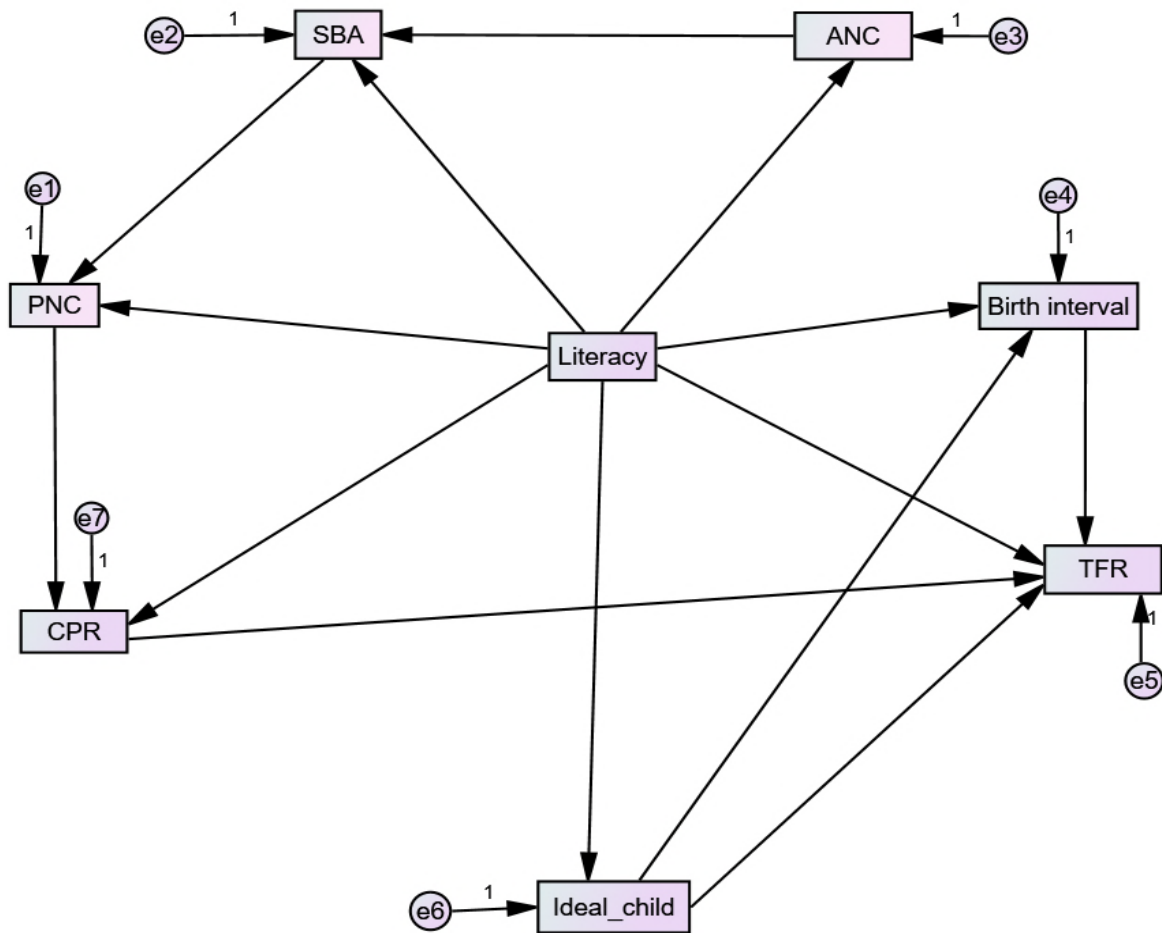 e2
1
SBA
ANC
1
e3
e1
1
PNC
e4
1
Birth interval
Literacy
e7
1
CPR
TFR
1
e5
e6
1
Ideal_child